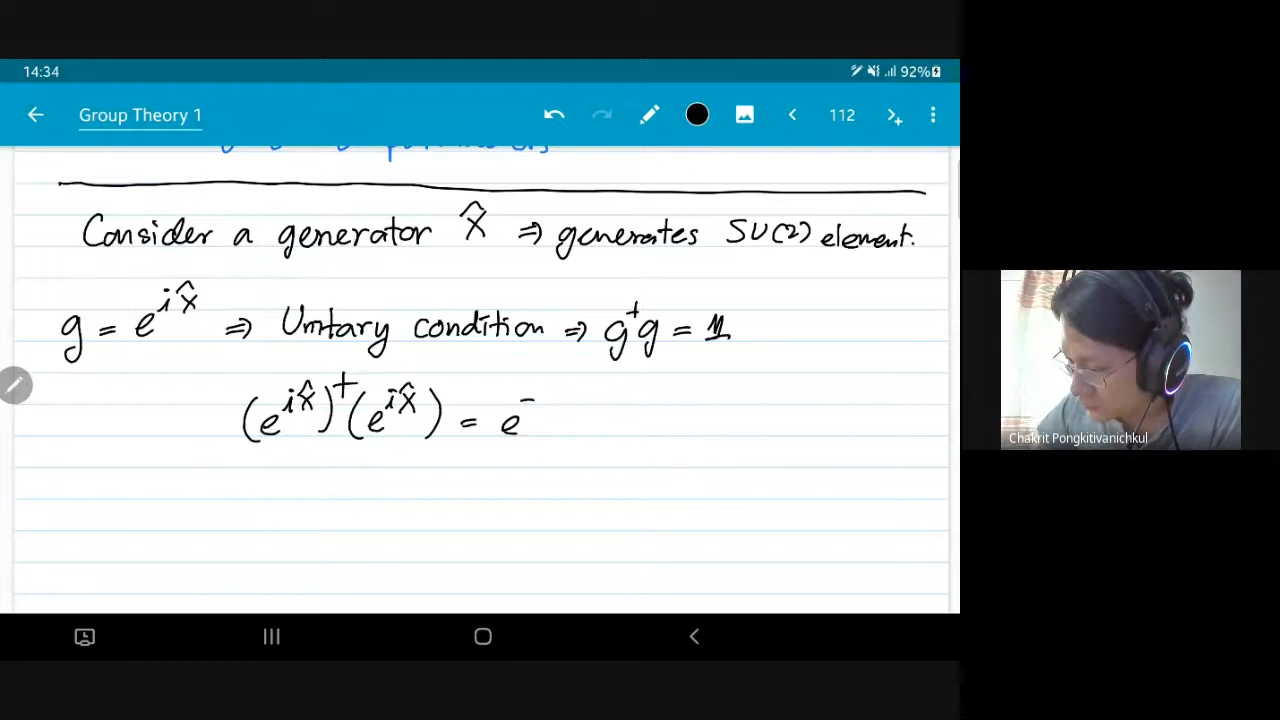 14:34 92%
Group Theory 1 112
Consider a generator X̂ ⇒ generates SU(2) element.
g = e^{iX̂} ⇒ Unitary condition ⇒ g†g = 𝟙
(e^{iX̂})†(e^{iX̂}) = e^{-
Chakrit Pongkitivanichkul